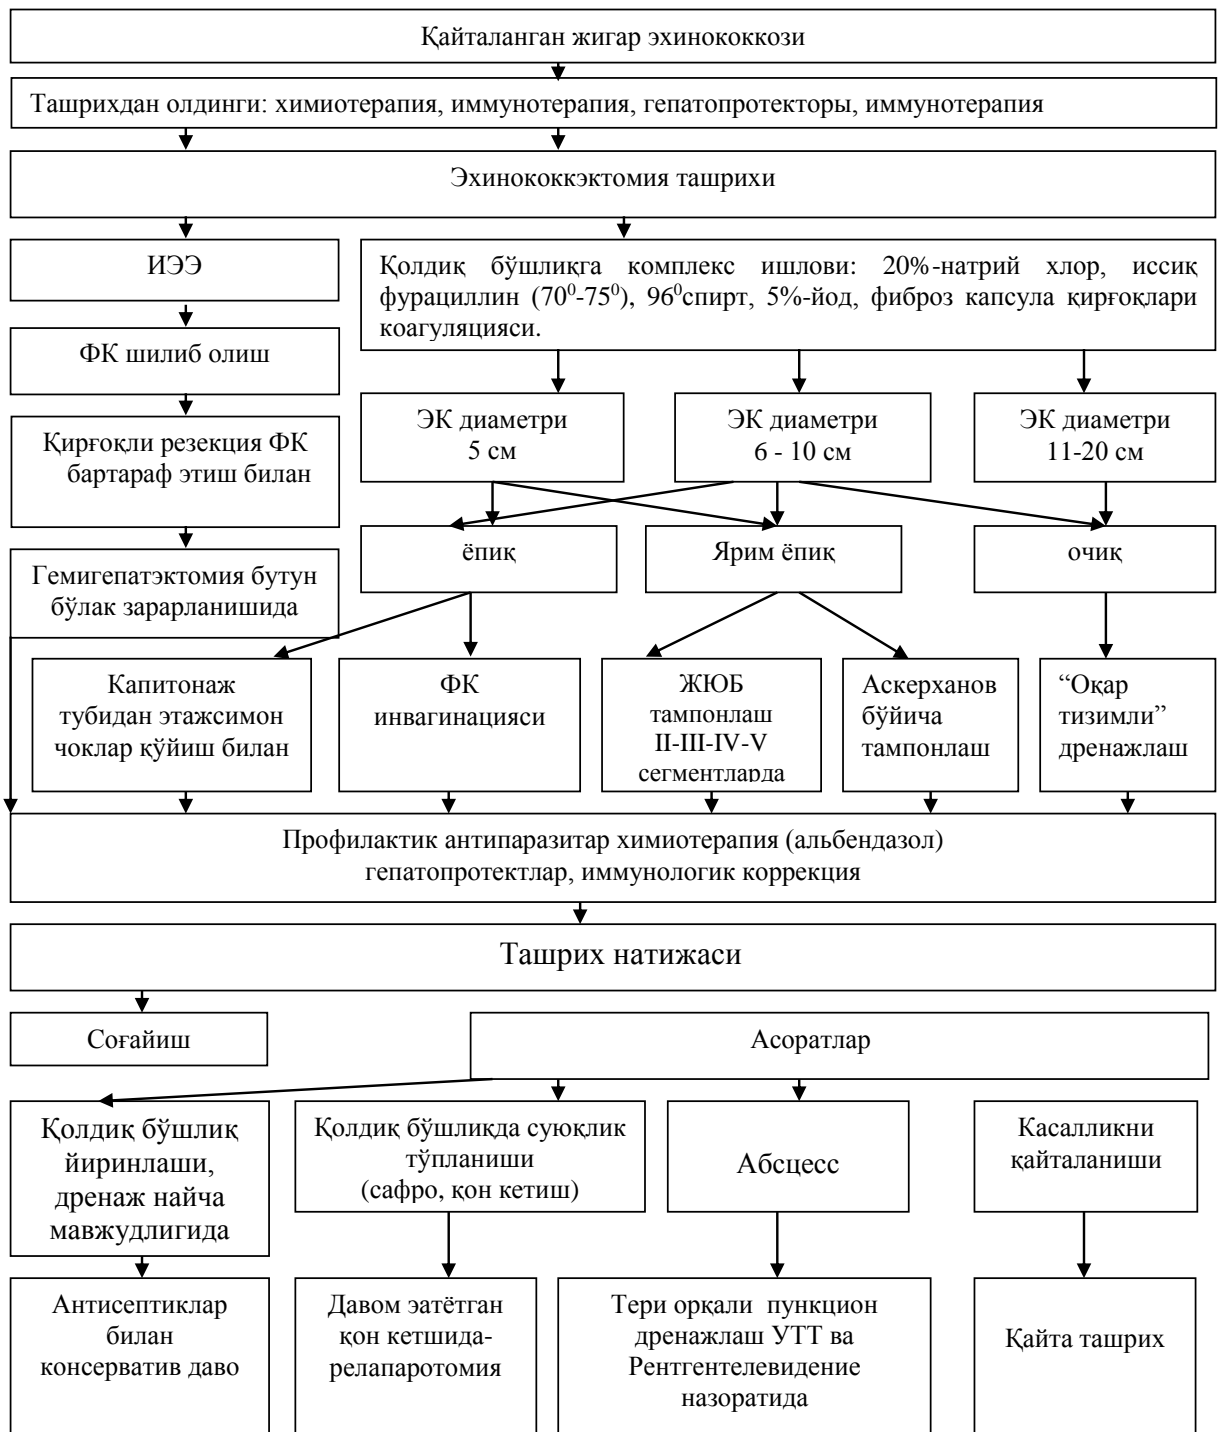 Қайталанган жигар эхинококкози
Ташрихдан олдинги: химиотерапия, иммунотерапия, гепатопротекторы, иммунотерапия
Эхинококкэктомия ташрихи
ИЭЭ
Қолдиқ бўшлиқга комплекс ишлови: 20%-натрий хлор, иссиқ
фурациллин (70⁰-75⁰), 96⁰спирт, 5%-йод, фиброз капсула қирғоқлари
коагуляцияси.
ФК шилиб олиш
Қирғоқли резекция ФК
бартараф этиш билан
Гемигепатэктомия бутун
бўлак зарарланишида
ЭК диаметри
5 см
ЭК диаметри
6 - 10 см
ЭК диаметри
11-20 см
ёпиқ
Ярим ёпиқ
очиқ
Капитонаж
тубидан этажсимон
чоклар қўйиш билан
ФК
инвагинацияси
ЖЮБ
тампонлаш
II-III-IV-V
сегментларда
Аскерханов
бўйича
тампонлаш
“Оқар
тизимли”
дренажлаш
Профилактик антипаразитар химиотерапия (альбендазол)
гепатопротектлар, иммунологик коррекция
Ташрих натижаси
Соғайиш
Асоратлар
Қолдиқ бўшлиқ
йиринлаши,
дренаж найча
мавжудлигида
Қолдиқ бўшлиқда суюқлик
тўпланиши
(сафро, қон кетиш)
Абсцесс
Касалликни
қайталаниши
Антисептиклар
билан
консерватив даво
Давом эатётган
қон кетшида-
релапаротомия
Тери орқали пункцион
дренажлаш УТТ ва
Рентгентелевидение
назоратида
Қайта ташрих